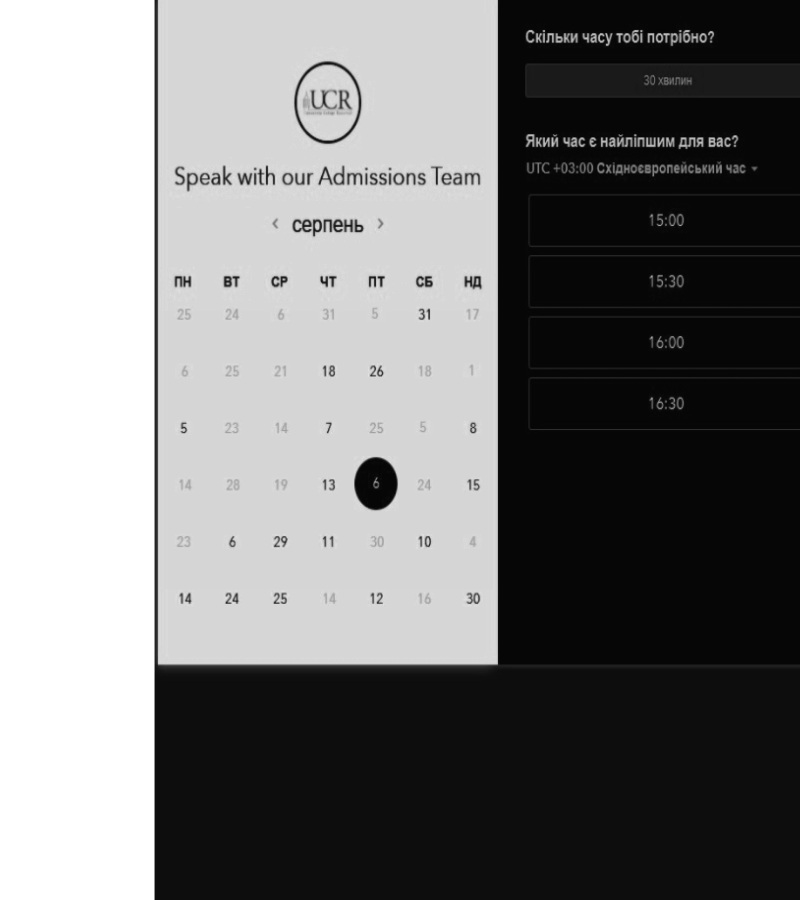 UCR
Speak with our Admissions Team
‹ серпень ›
ПН ВТ СР ЧТ ПТ СБ НД
25 24 6 31 5 31 17
6 25 21 18 26 18 1
5 23 14 7 25 5 8
14 28 19 13 6 24 15
23 6 29 11 30 10 4
14 24 25 14 12 16 30
Скільки часу тобі потрібно?
30 хвилин
Який час є найліпшим для вас?
UTC +03:00 Східноєвропейський час
15:00
15:30
16:00
16:30